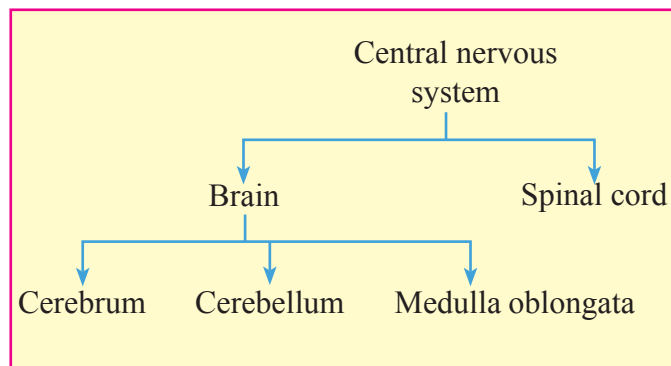 Central nervous
system
Brain
Spinal cord
Cerebrum
Cerebellum
Medulla oblongata